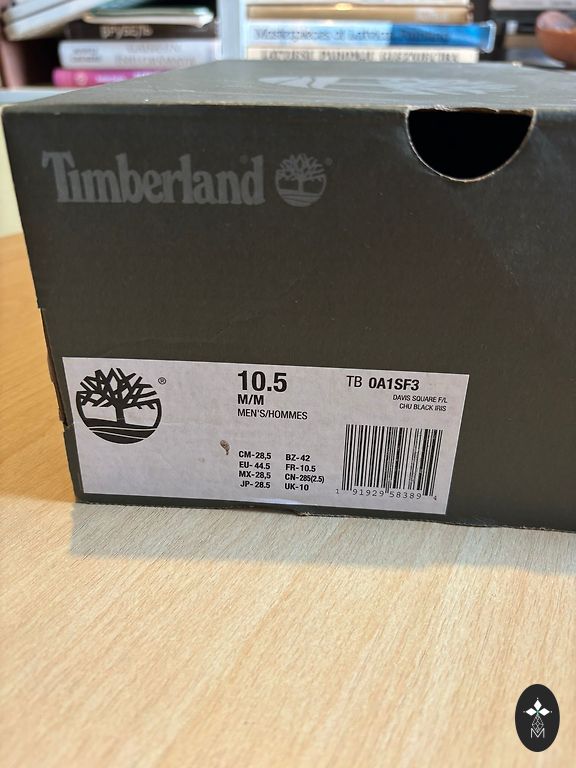 Masterpieces of
Timberland®
®
10.5
M/M
MEN'S/HOMMES
TB 0A1SF3
DAVIS SQUARE F/L
CHU BLACK IRIS
CM-28,5 BZ-42
EU-44.5 FR-10.5
MX-28,5 CN-285(2.5)
JP-28.5 UK-10
1 91929 58389 4
M